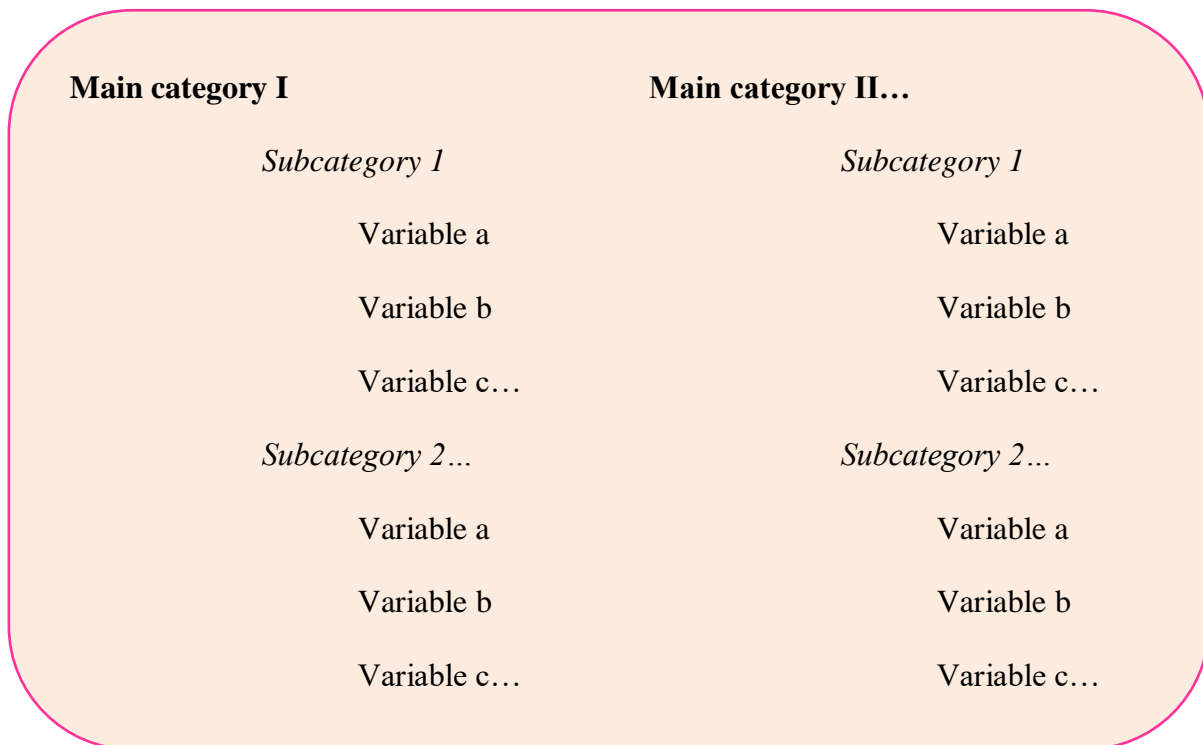 Main category I
Subcategory 1
Variable a
Variable b
Variable c…
Subcategory 2…
Variable a
Variable b
Variable c…
Main category II…
Subcategory 1
Variable a
Variable b
Variable c…
Subcategory 2…
Variable a
Variable b
Variable c…